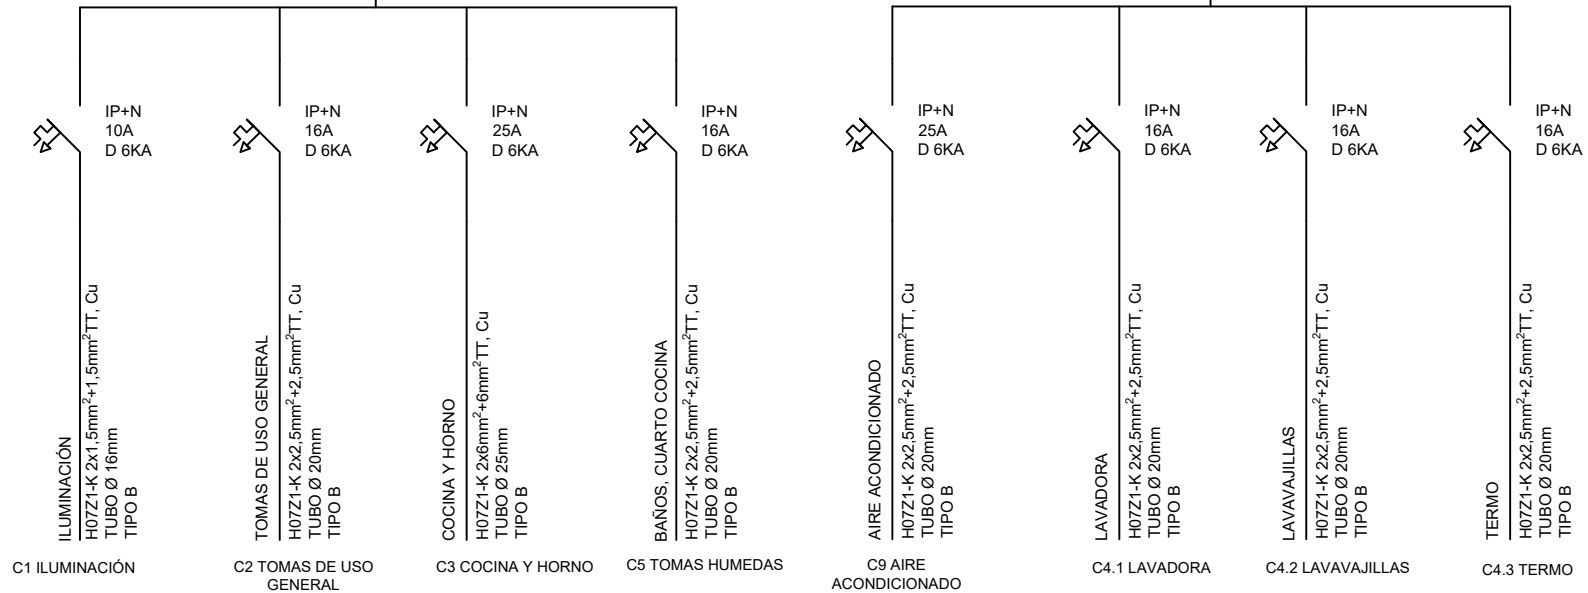 IP+N
10A
D 6KA
IP+N
16A
D 6KA
IP+N
25A
D 6KA
IP+N
16A
D 6KA
IP+N
25A
D 6KA
IP+N
16A
D 6KA
IP+N
16A
D 6KA
IP+N
16A
D 6KA
ILUMINACIÓN
H07Z1-K 2x1,5mm²+1,5mm²TT, Cu
TUBO Ø 16mm
TIPO B
TOMAS DE USO GENERAL
H07Z1-K 2x2,5mm²+2,5mm²TT, Cu
TUBO Ø 20mm
TIPO B
COCINA Y HORNO
H07Z1-K 2x6mm²+6mm²TT, Cu
TUBO Ø 25mm
TIPO B
BAÑOS, CUARTO COCINA
H07Z1-K 2x2,5mm²+2,5mm²TT, Cu
TUBO Ø 20mm
TIPO B
AIRE ACONDICIONADO
H07Z1-K 2x2,5mm²+2,5mm²TT, Cu
TUBO Ø 20mm
TIPO B
LAVADORA
H07Z1-K 2x2,5mm²+2,5mm²TT, Cu
TUBO Ø 20mm
TIPO B
LAVAVAJILLAS
H07Z1-K 2x2,5mm²+2,5mm²TT, Cu
TUBO Ø 20mm
TIPO B
TERMO
H07Z1-K 2x2,5mm²+2,5mm²TT, Cu
TUBO Ø 20mm
TIPO B
C1 ILUMINACIÓN
C2 TOMAS DE USO
GENERAL
C3 COCINA Y HORNO
C5 TOMAS HUMEDAS
C9 AIRE
ACONDICIONADO
C4.1 LAVADORA
C4.2 LAVAVAJILLAS
C4.3 TERMO